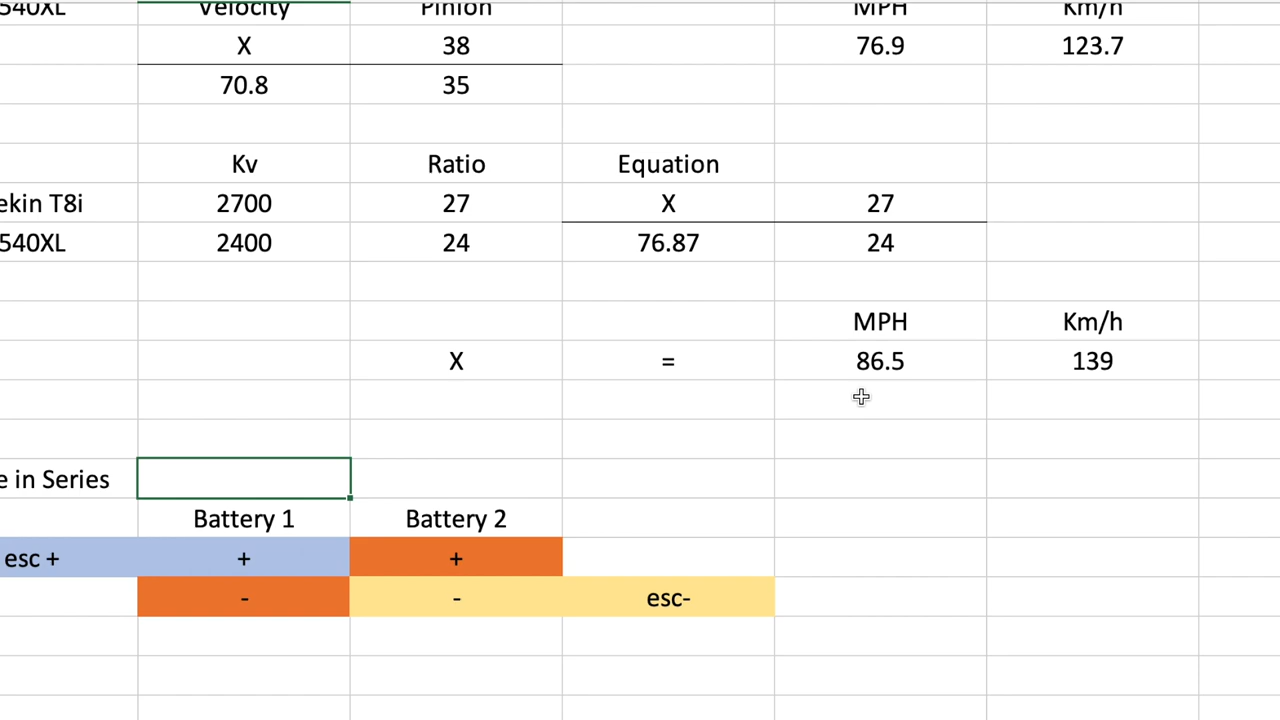 540XL Velocity Pinion MPH Km/h
X 38 76.9 123.7
70.8 35
Kv Ratio Equation
ekin T8i 2700 27 X 27
540XL 2400 24 76.87 24
MPH Km/h
X = 86.5 139
e in Series
Battery 1 Battery 2
esc + + +
- - esc-